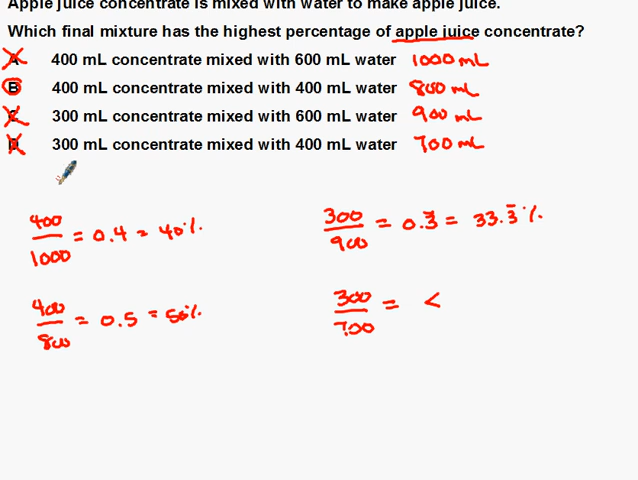 Apple juice concentrate is mixed with water to make apple juice.
Which final mixture has the highest percentage of apple juice concentrate?
A 400 mL concentrate mixed with 600 mL water 1000 mL
B 400 mL concentrate mixed with 400 mL water 800 mL
C 300 mL concentrate mixed with 600 mL water 900 mL
D 300 mL concentrate mixed with 400 mL water 700 mL
400/1000 = 0.4 = 40%
300/900 = 0.3̅ = 33.3̅%
400/800 = 0.5 = 50%
300/700 = <